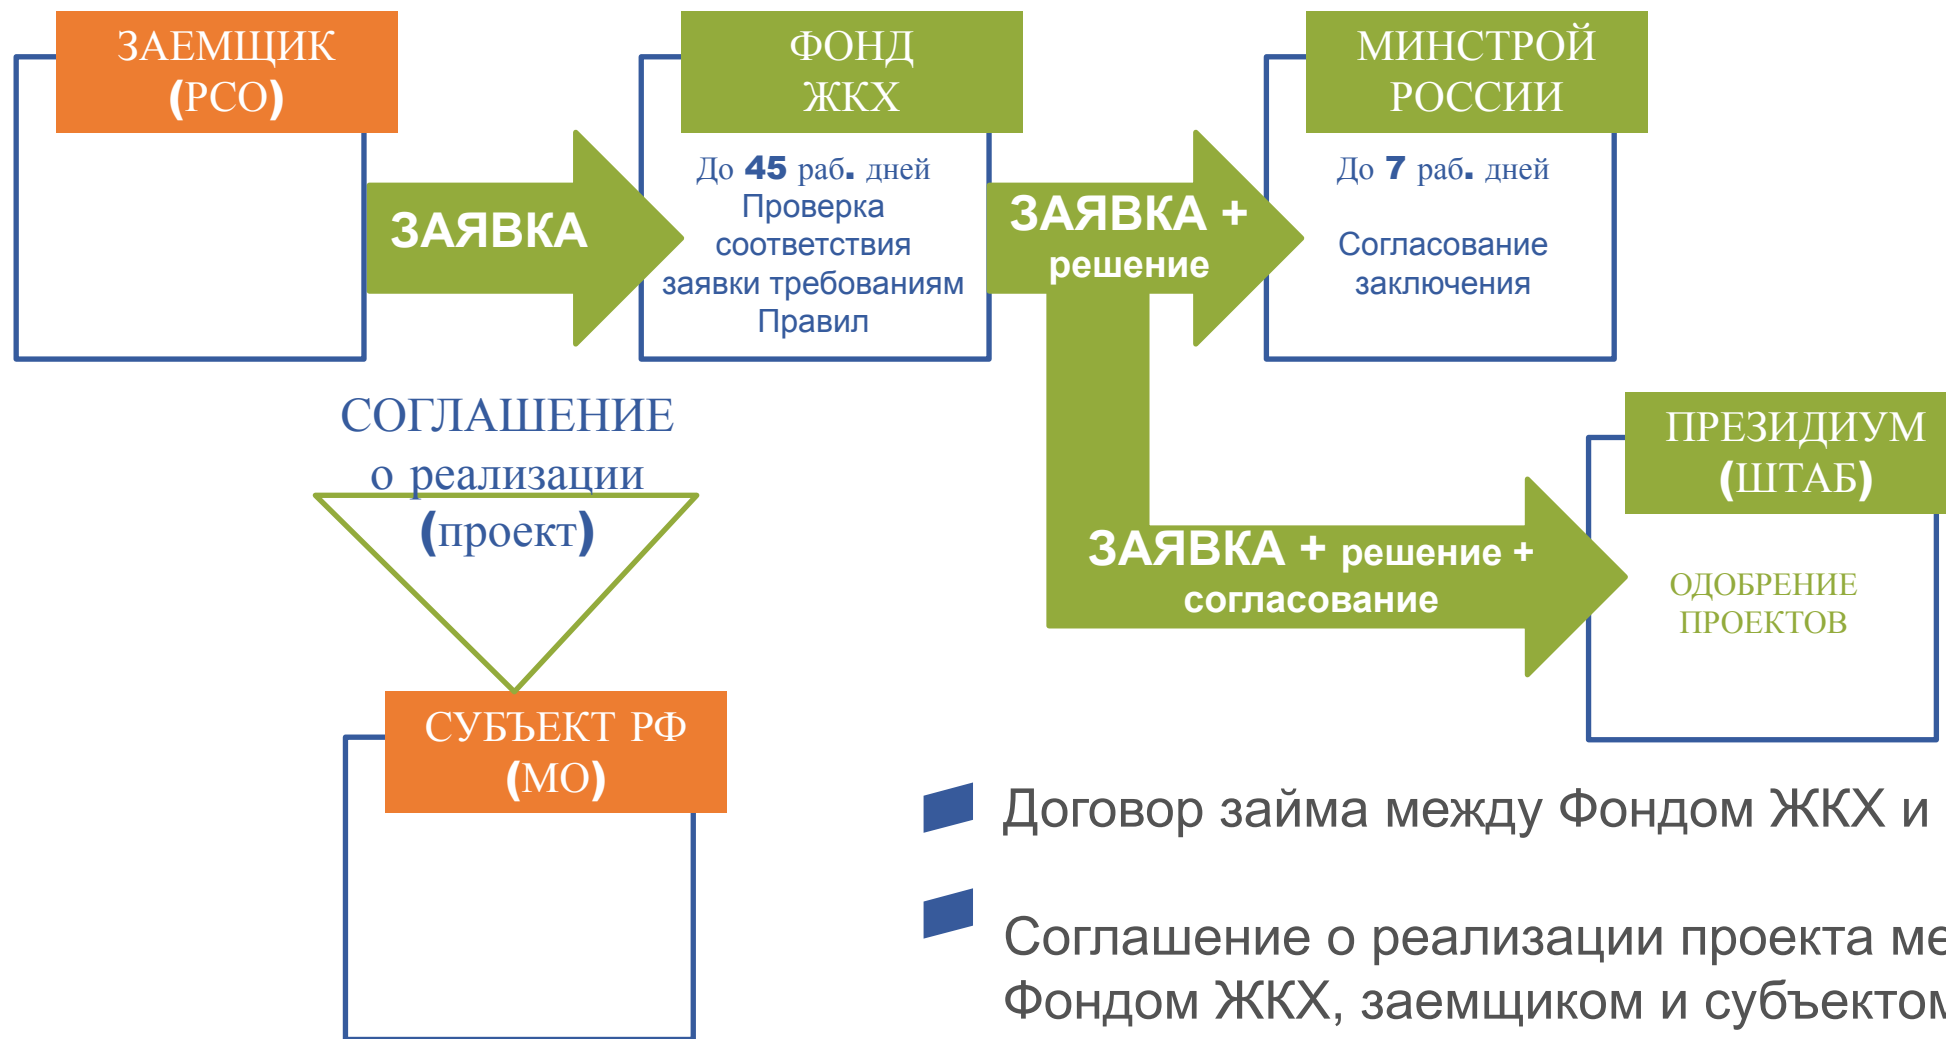 ЗАЕМЩИК
(РСО)
ФОНД
ЖКХ
МИНСТРОЙ
РОССИИ
ЗАЯВКА
До 45 раб. дней
Проверка
соответствия
заявки требованиям
Правил
ЗАЯВКА +
решение
До 7 раб. дней
Согласование
заключения
СОГЛАШЕНИЕ
о реализации
(проект)
ПРЕЗИДИУМ
(ШТАБ)
ЗАЯВКА + решение +
согласование
ОДОБРЕНИЕ
ПРОЕКТОВ
СУБЪЕКТ РФ
(МО)
Договор займа между Фондом ЖКХ и
Соглашение о реализации проекта
Фондом ЖКХ, заемщиком и субъектом